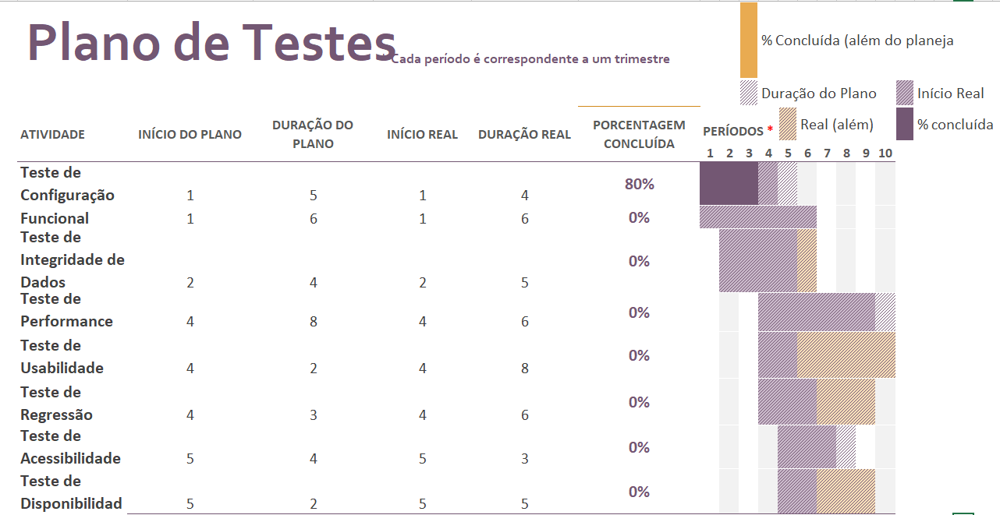 Plano de Testes
Cada período é correspondente a um trimestre
% Concluída (além do planeja
Duração do Plano
Início Real
Real (além)
% concluída
ATIVIDADE
INÍCIO DO PLANO
DURAÇÃO DO
PLANO
INÍCIO REAL
DURAÇÃO REAL
PORCENTAGEM
CONCLUÍDA
PERÍODOS *
1 2 3 4 5 6 7 8 9 10
Teste de
Configuração 1 5 1 4 80%
Funcional 1 6 1 6 0%
Teste de
Integridade de
Dados 2 4 2 5 0%
Teste de
Performance 4 8 4 6 0%
Teste de
Usabilidade 4 2 4 8 0%
Teste de
Regressão 4 3 4 6 0%
Teste de
Acessibilidade 5 4 5 3 0%
Teste de
Disponibilidad 5 2 5 5 0%